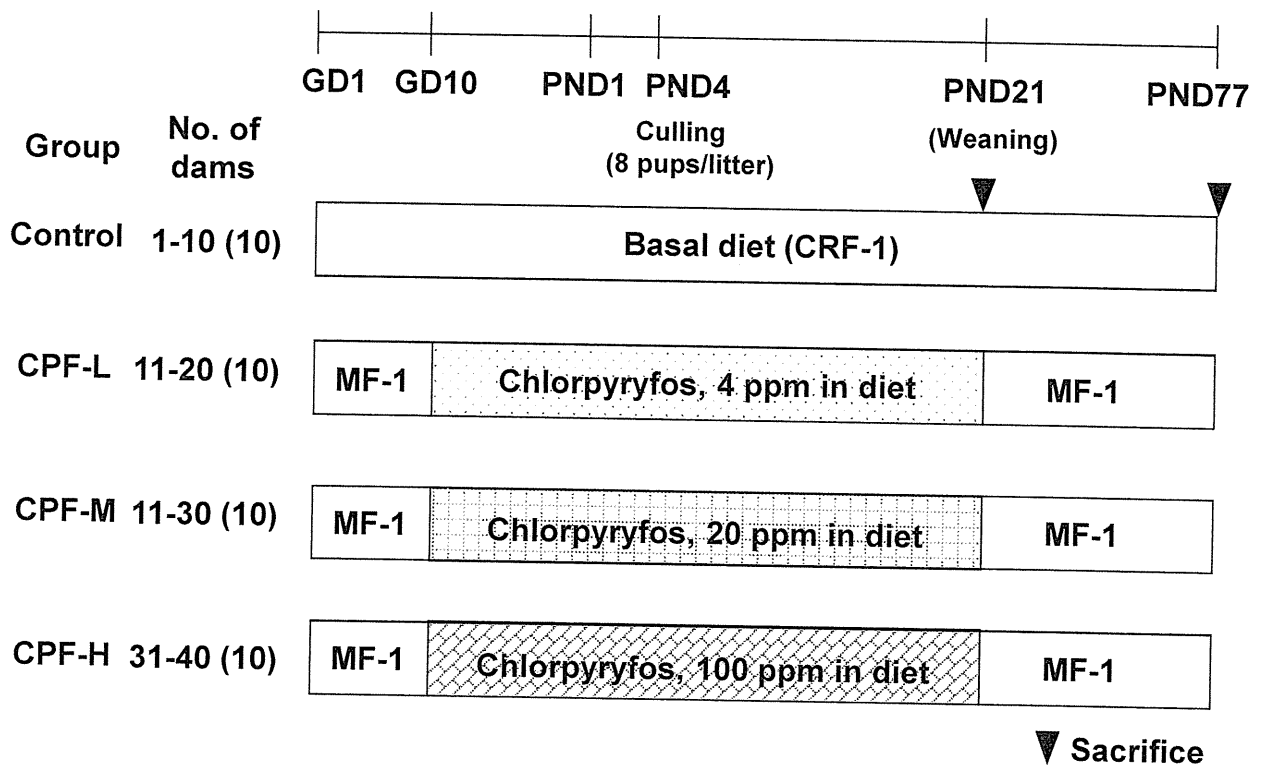 GD1 GD10 PND1 PND4 PND21 PND77
Culling
(8 pups/litter)
(Weaning)
Group
No. of
dams
Control 1-10 (10) Basal diet (CRF-1)
CPF-L 11-20 (10) MF-1 Chlorpyryfos, 4 ppm in diet MF-1
CPF-M 11-30 (10) MF-1 Chlorpyryfos, 20 ppm in diet MF-1
CPF-H 31-40 (10) MF-1 Chlorpyryfos, 100 ppm in diet MF-1
Sacrifice